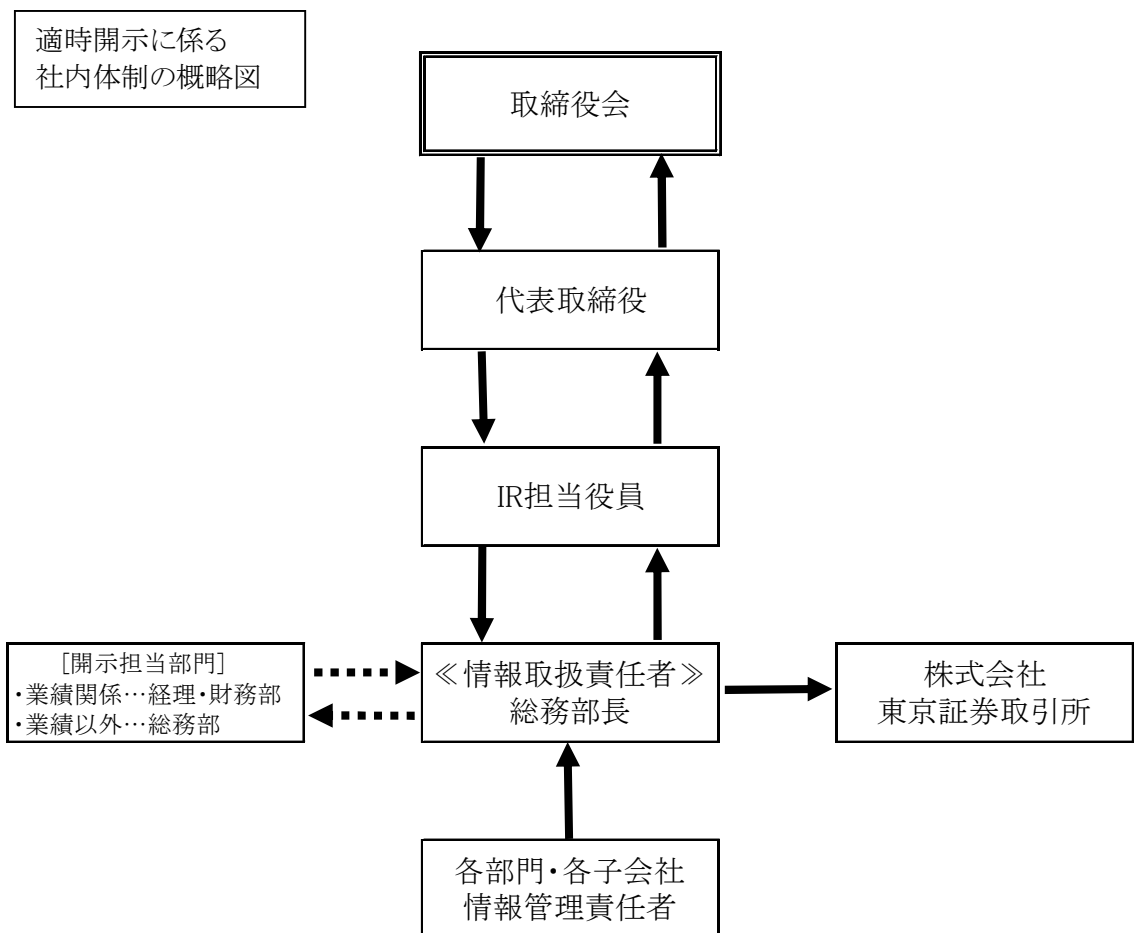 適時開示に係る
社内体制の概略図
取締役会
代表取締役
IR担当役員
[開示担当部門]
・業績関係…経理・財務部
・業績以外…総務部
≪情報取扱責任者≫
総務部長
株式会社
東京証券取引所
各部門・各子会社
情報管理責任者